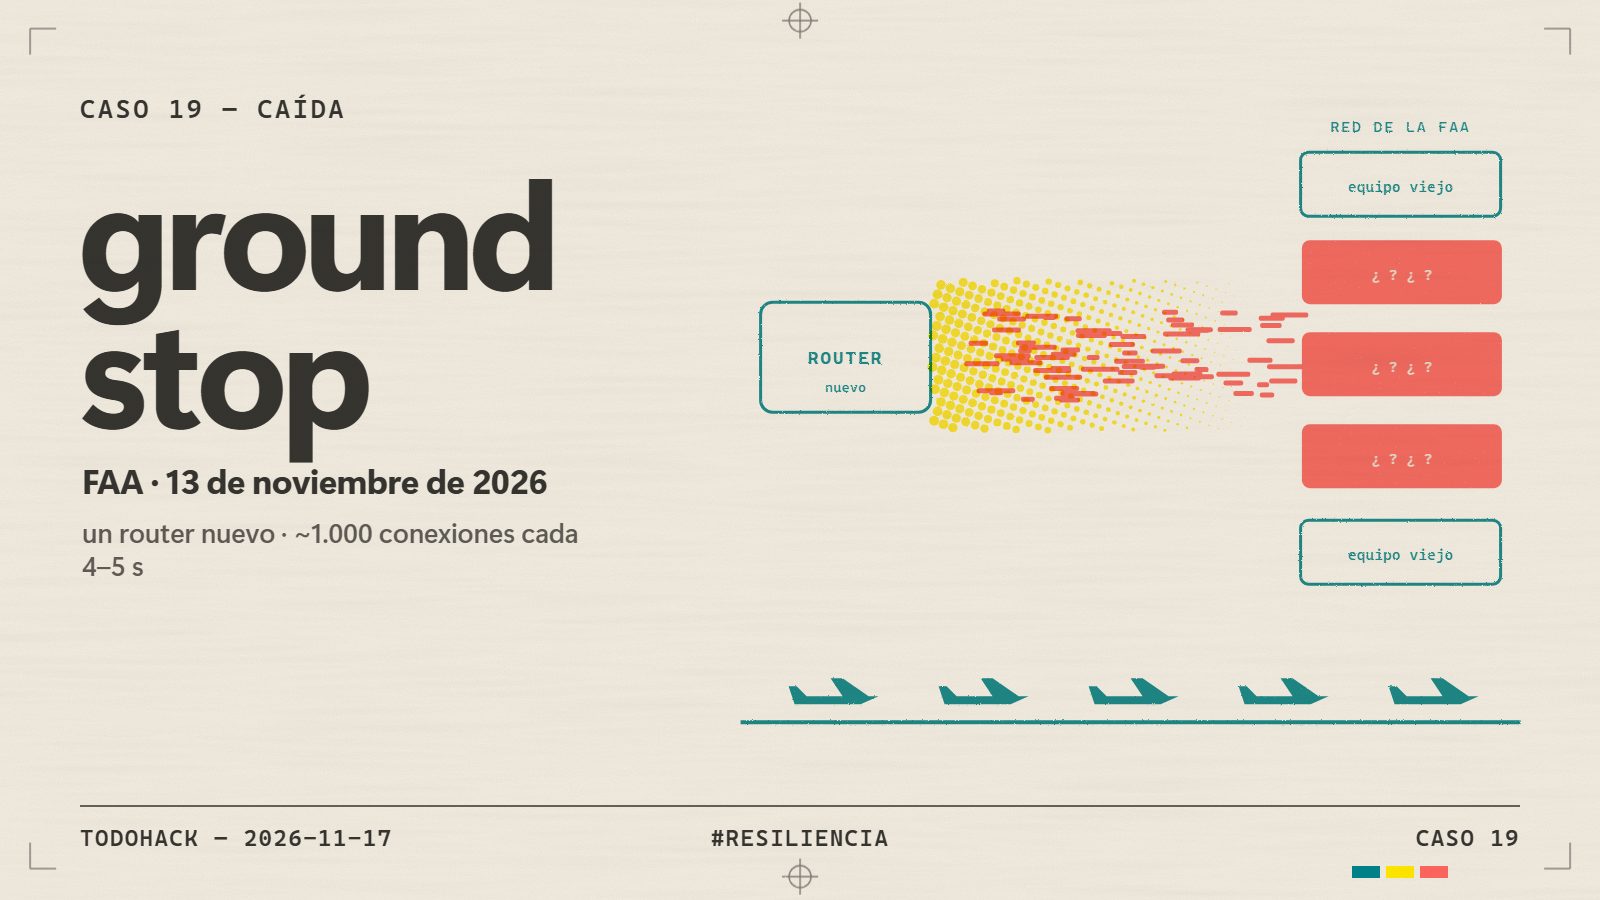 CASO 19 — CAÍDA
ground
stop
FAA · 13 de noviembre de 2026
un router nuevo · ~1.000 conexiones cada
4–5 s
ROUTER
nuevo
RED DE LA FAA
equipo viejo
¿?¿?
¿?¿?
¿?¿?
equipo viejo
TODOHACK — 2026-11-17
#RESILIENCIA
CASO 19